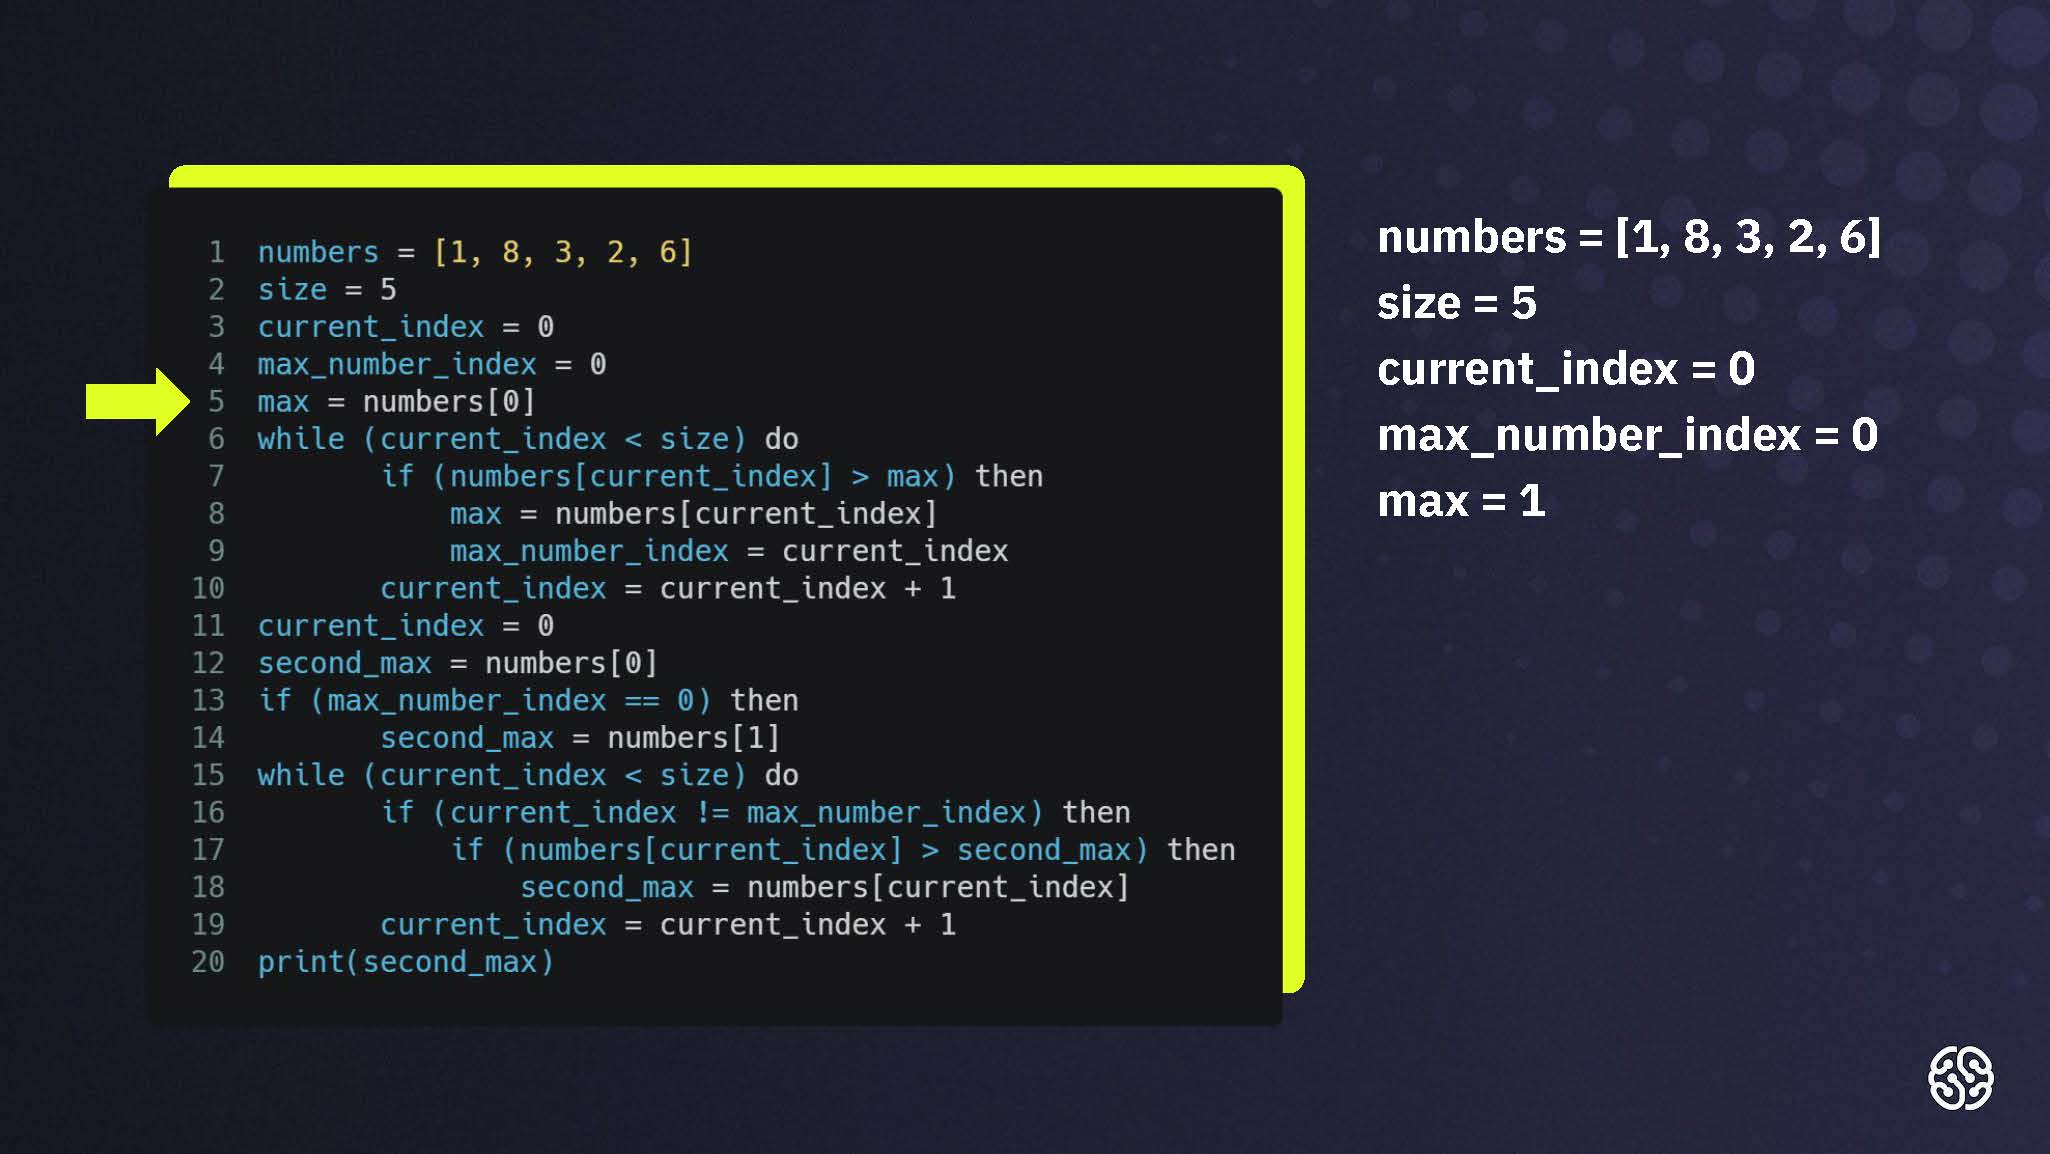 1 numbers = [1, 8, 3, 2, 6]
2 size = 5
3 current_index = 0
4 max_number_index = 0
5 max = numbers[0]
6 while (current_index < size) do
7 if (numbers[current_index] > max) then
8 max = numbers[current_index]
9 max_number_index = current_index
10 current_index = current_index + 1
11 current_index = 0
12 second_max = numbers[0]
13 if (max_number_index == 0) then
14 second_max = numbers[1]
15 while (current_index < size) do
16 if (current_index != max_number_index) then
17 if (numbers[current_index] > second_max) then
18 second_max = numbers[current_index]
19 current_index = current_index + 1
20 print(second_max)
numbers = [1, 8, 3, 2, 6]
size = 5
current_index = 0
max_number_index = 0
max = 1